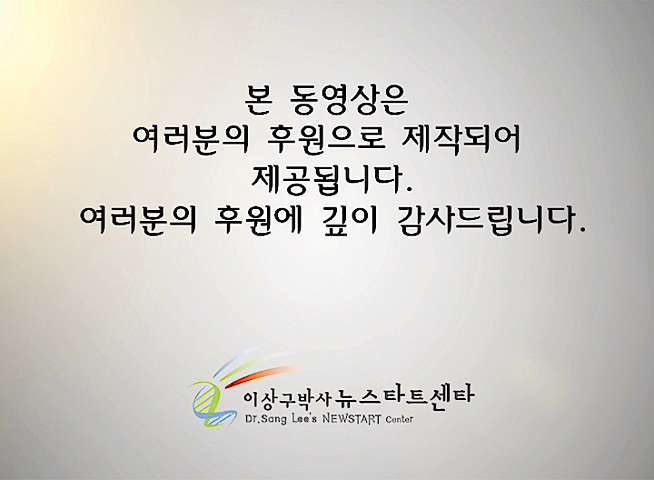 본 동영상은
여러분의 후원으로 제작되어
제공됩니다.
여러분의 후원에 깊이 감사드립니다.
이상구박사 뉴스타트센타
Dr.Sang Lee's NEWSTART Center